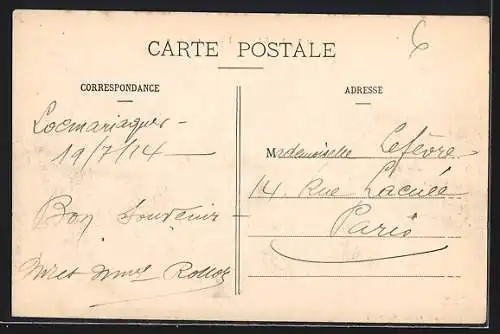 6
CARTE POSTALE
CORRESPONDANCE
ADRESSE
Locmariaquer –
19/7/14
Mademoiselle Lefèvre
14. Rue Lacuée
Bon Souvenir
Paris